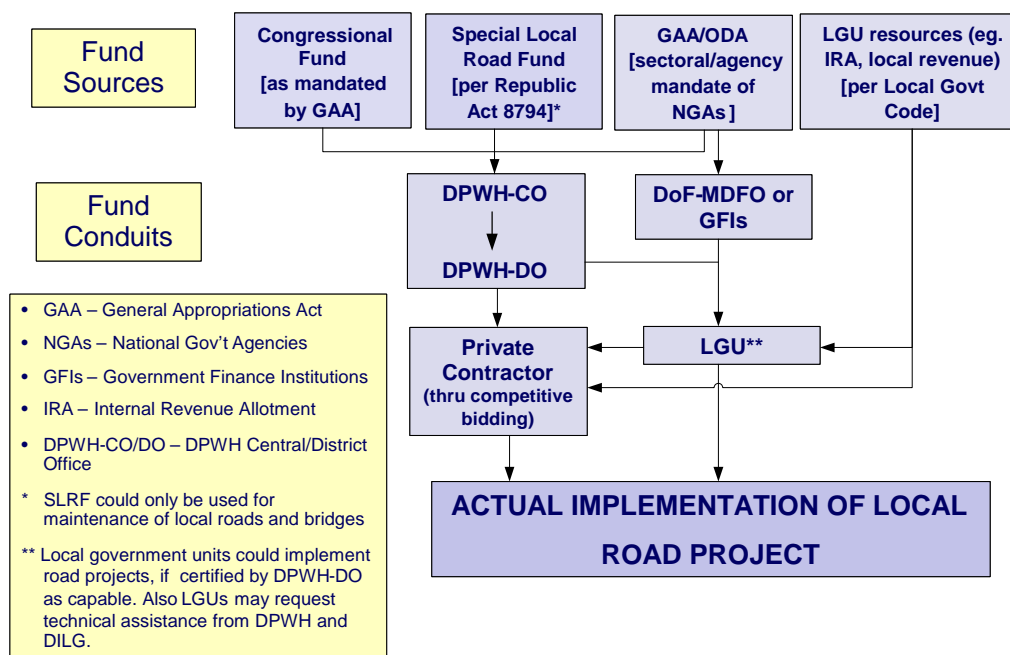 Fund
Sources
Congressional
Fund
[as mandated
by GAA]
Special Local
Road Fund
[per Republic
Act 8794]*
GAA/ODA
[sectoral/agency
mandate of
NGAs ]
LGU resources (eg.
IRA, local revenue)
[per Local Govt
Code]
Fund
Conduits
DPWH-CO
DPWH-DO
DoF-MDFO or
GFIs
Private
Contractor
(thru competitive
bidding)
LGU**
ACTUAL IMPLEMENTATION OF LOCAL
ROAD PROJECT
• GAA – General Appropriations Act
• NGAs – National Gov't Agencies
• GFIs – Government Finance Institutions
• IRA – Internal Revenue Allotment
• DPWH-CO/DO – DPWH Central/District
Office
* SLRF could only be used for
maintenance of local roads and bridges
** Local government units could implement
road projects, if certified by DPWH-DO
as capable. Also LGUs may request
technical assistance from DPWH and
DILG.